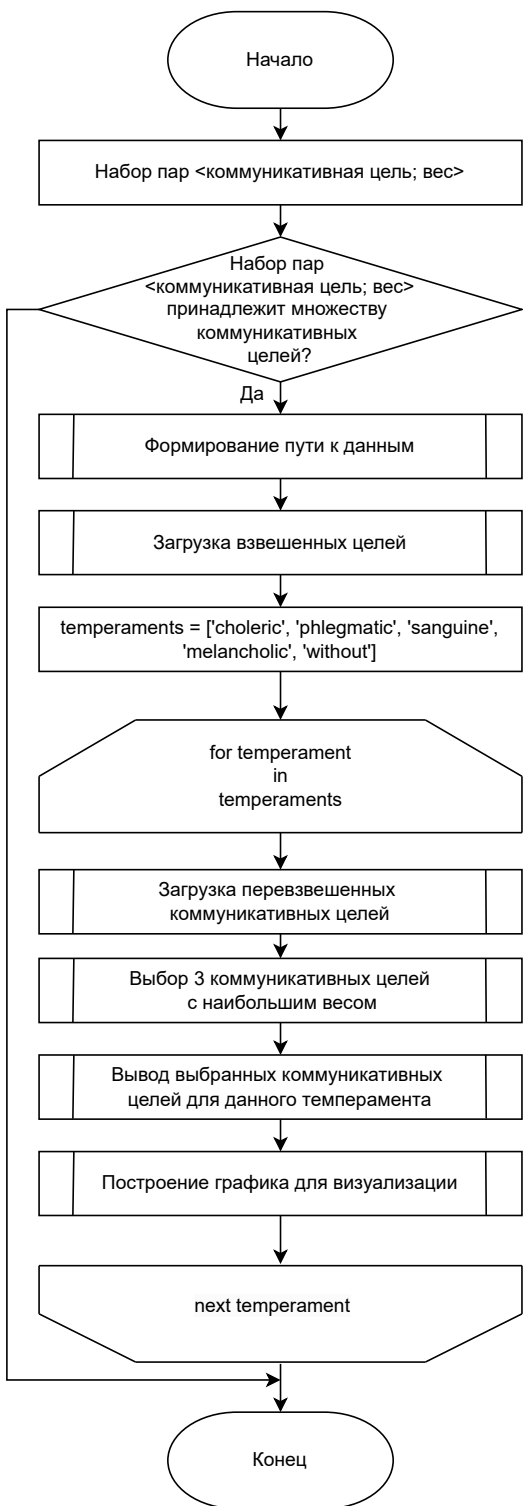 Начало
Набор пар <коммуникативная цель; вес>
Набор пар
<коммуникативная цель; вес>
принадлежит множеству
коммуникативных
целей?
Да
Формирование пути к данным
Загрузка взвешенных целей
temperaments = ['choleric', 'phlegmatic', 'sanguine',
'melancholic', 'without']
for temperament
in
temperaments
Загрузка перевзвешенных
коммуникативных целей
Выбор 3 коммуникативных целей
с наибольшим весом
Вывод выбранных коммуникативных
целей для данного темперамента
Построение графика для визуализации
next temperament
Конец